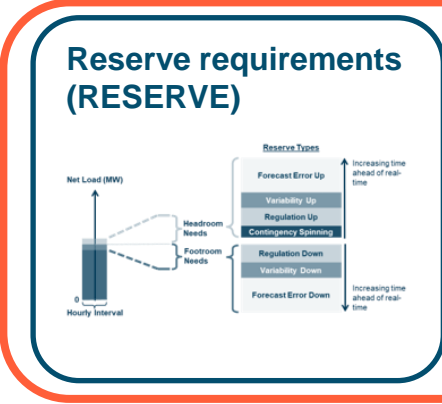 Reserve requirements
(RESERVE)
Reserve Types
Net Load (MW)
0
Hourly Interval
Headroom
Needs
Footroom
Needs
Forecast Error Up
Variability Up
Regulation Up
Contingency Spinning
Regulation Down
Variability Down
Forecast Error Down
Increasing time
ahead of real-
time
Increasing time
ahead of real-
time